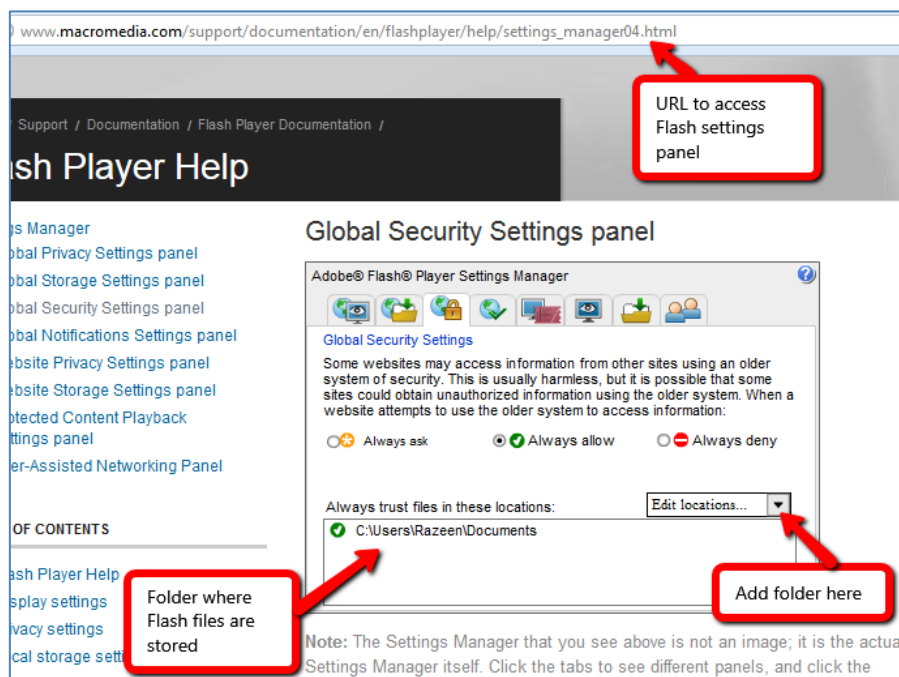 www.macromedia.com/support/documentation/en/flashplayer/help/settings_manager04.html
URL to access
Flash settings
panel
Support / Documentation / Flash Player Documentation /
sh Player Help
Global Security Settings panel
gs Manager
obal Privacy Settings panel
obal Storage Settings panel
obal Security Settings panel
obal Notifications Settings panel
ebsite Privacy Settings panel
ebsite Storage Settings panel
otected Content Playback
ttings panel
er-Assisted Networking Panel
OF CONTENTS
ash Player Help
splay settings
ivacy settings
cal storage setti
Adobe® Flash® Player Settings Manager
Global Security Settings
Some websites may access information from other sites using an older
system of security. This is usually harmless, but it is possible that some
sites could obtain unauthorized information using the older system. When a
website attempts to use the older system to access information:
Always ask Always allow Always deny
Always trust files in these locations: Edit locations...
C:\Users\Razeen\Documents
Folder where
Flash files are
stored
Add folder here
Note: The Settings Manager that you see above is not an image; it is the actua
Settings Manager itself. Click the tabs to see different panels, and click the